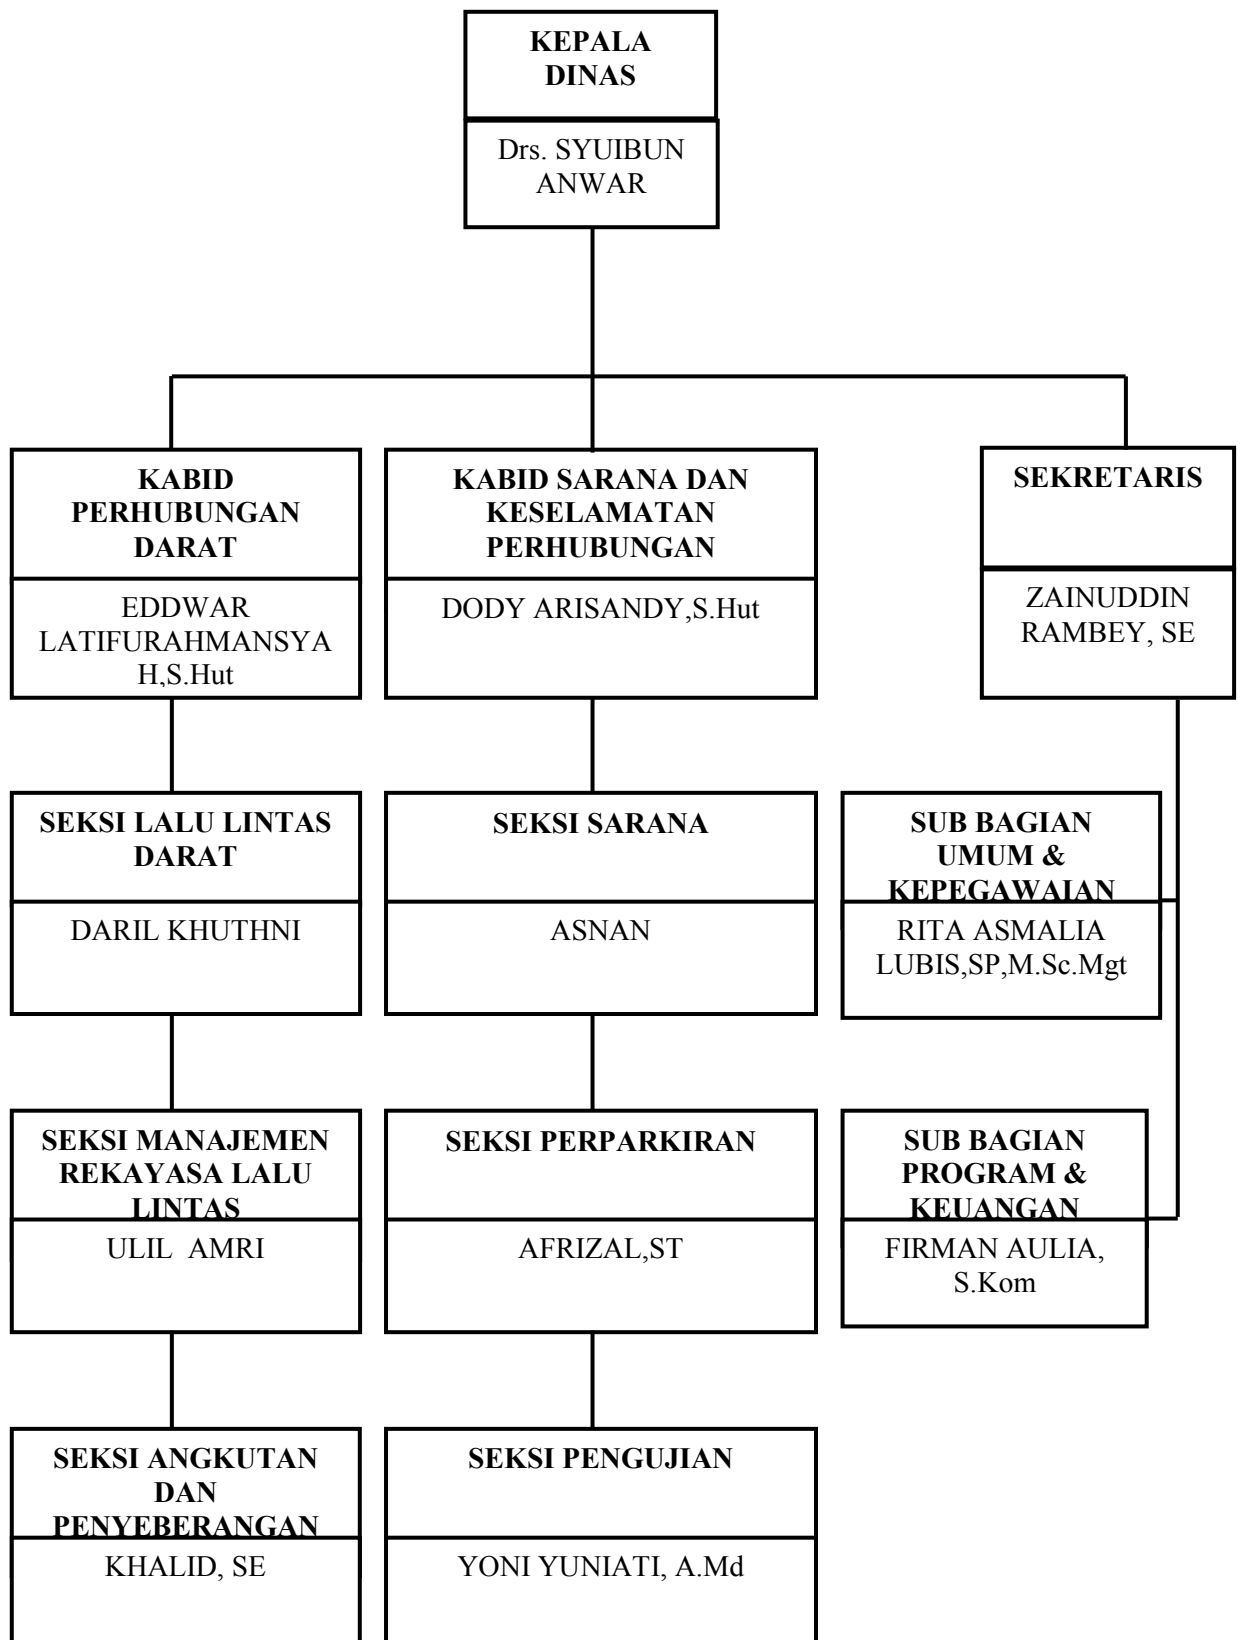 KEPALA
DINAS
Drs. SYUIBUN
ANWAR
KABID
PERHUBUNGAN
DARAT
EDDWAR
LATIFURAHMANSYA
H,S.Hut
KABID SARANA DAN
KESELAMATAN
PERHUBUNGAN
DODY ARISANDY,S.Hut
SEKRETARIS
ZAINUDDIN
RAMBEY, SE
SEKSI LALU LINTAS
DARAT
DARIL KHUTHNI
SEKSI SARANA
ASNAN
SUB BAGIAN
UMUM &
KEPEGAWAIAN
RITA ASMALIA
LUBIS,SP,M.Sc.Mgt
SEKSI MANAJEMEN
REKAYASA LALU
LINTAS
ULIL  AMRI
SEKSI PERPARKIRAN
AFRIZAL,ST
SUB BAGIAN
PROGRAM &
KEUANGAN
FIRMAN AULIA,
S.Kom
SEKSI ANGKUTAN
DAN
PENYEBERANGAN
KHALID, SE
SEKSI PENGUJIAN
YONI YUNIATI, A.Md